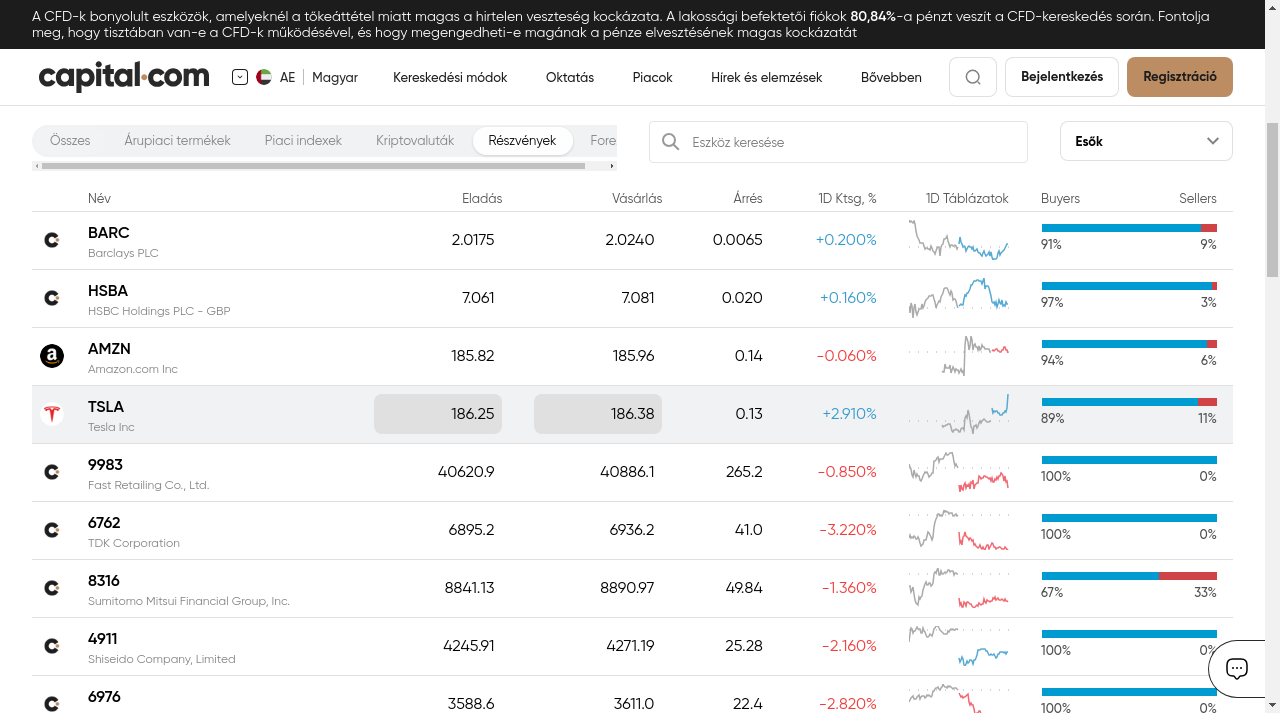 A CFD-k bonyolult eszközök, amelyeknél a tőkeáttétel miatt magas a hirtelen veszteség kockázata. A lakossági befektetői fiókok 80,84%-a pénzt veszít a CFD-kereskedés során. Fontolja
meg, hogy tisztában van-e a CFD-k működésével, és hogy megengedheti-e magának a pénze elvesztésének magas kockázatát
capital.com AE Magyar Kereskedési módok Oktatás Piacok Hírek és elemzések Bővebben Bejelentkezés Regisztráció
Összes Árupiaci termékek Piaci indexek Kriptovaluták Részvények Fore Eszköz keresése Esők
Név Eladás Vásárlás Árrés 1D Ktsg, % 1D Táblázatok Buyers Sellers
BARC 2.0175 2.0240 0.0065 +0.200%
Barclays PLC 91% 9%
HSBA 7.061 7.081 0.020 +0.160%
HSBC Holdings PLC - GBP 97% 3%
AMZN 185.82 185.96 0.14 -0.060%
Amazon.com Inc 94% 6%
TSLA 186.25 186.38 0.13 +2.910%
Tesla Inc 89% 11%
9983 40620.9 40886.1 265.2 -0.850%
Fast Retailing Co., Ltd. 100% 0%
6762 6895.2 6936.2 41.0 -3.220%
TDK Corporation 100% 0%
8316 8841.13 8890.97 49.84 -1.360%
Sumitomo Mitsui Financial Group, Inc. 67% 33%
4911 4245.91 4271.19 25.28 -2.160%
Shiseido Company, Limited 100% 0%
6976 3588.6 3611.0 22.4 -2.820%
100% 0%